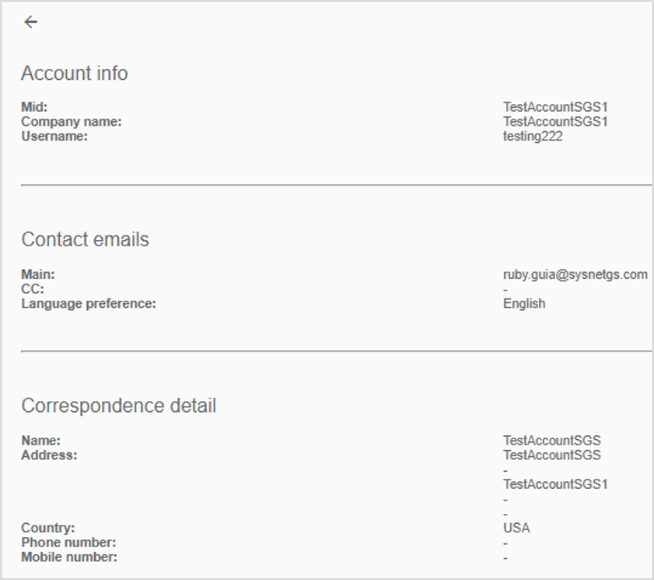 Account info
Mid: TestAccountSGS1
Company name: TestAccountSGS1
Username: testing222
Contact emails
Main: ruby.guia@sysnetgs.com
CC: -
Language preference: English
Correspondence detail
Name: TestAccountSGS
Address: TestAccountSGS
-
TestAccountSGS1
-
-
Country: USA
Phone number: -
Mobile number: -